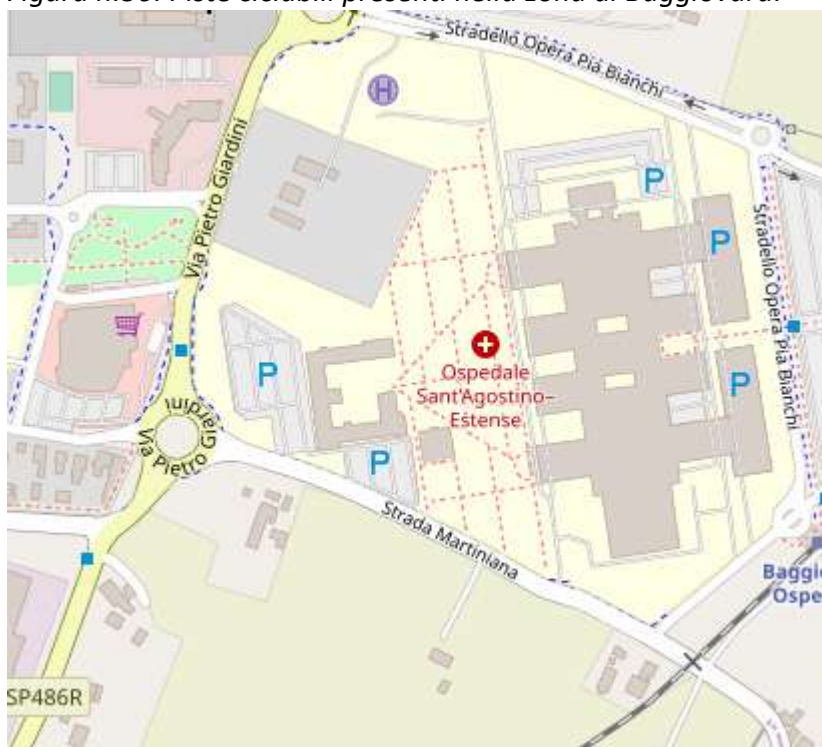 Figura n.30: Piste ciclabili presenti nella zona di Baggiovara.
Stradello Opera Pia Bianchi
H
Via Pietro Giardini
P
P
Stradello Opera Pia Bianchi
P
Ospedale
Sant'Agostino-
Estense
P
Via Pietro Giardini
P
Strada Martiniana
Baggio
Ospe
SP486R